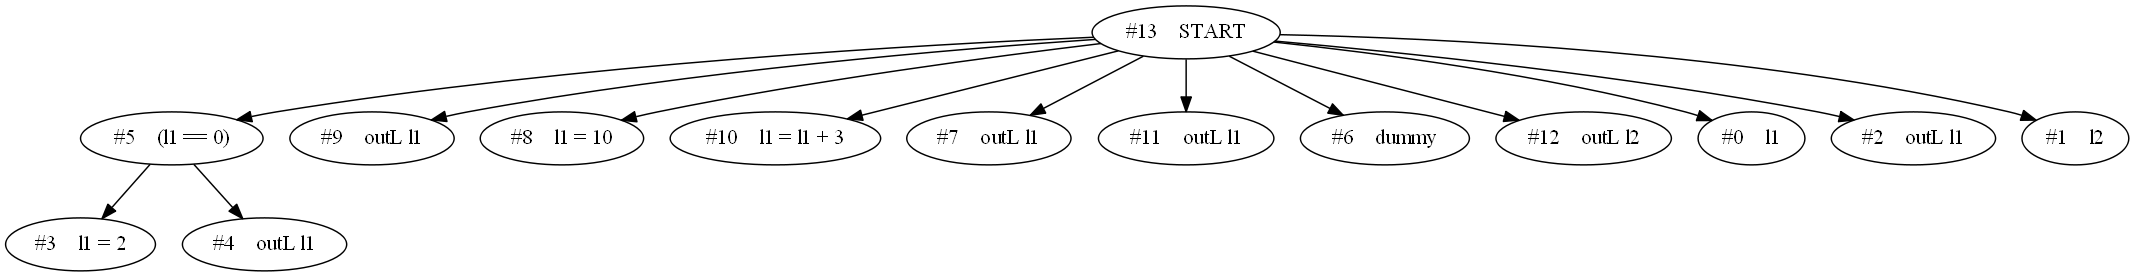 #13 START
#5 (l1 == 0)
#9 outL l1
#8 l1 = 10
#10 l1 = l1 + 3
#7 outL l1
#11 outL l1
#6 dummy
#12 outL l2
#0 l1
#2 outL l1
#1 l2
#3 l1 = 2
#4 outL l1